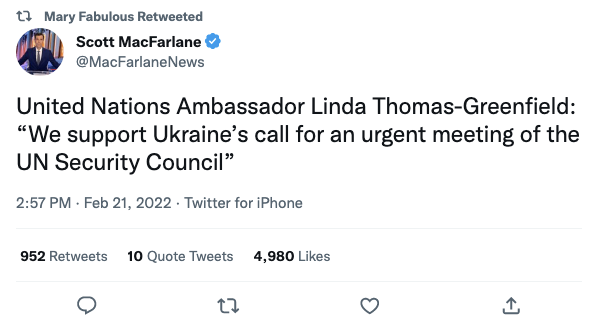 Mary Fabulous Retweeted
Scott MacFarlane
@MacFarlaneNews
United Nations Ambassador Linda Thomas-Greenfield:
“We support Ukraine’s call for an urgent meeting of the
UN Security Council”
2:57 PM · Feb 21, 2022 · Twitter for iPhone
952 Retweets 10 Quote Tweets 4,980 Likes